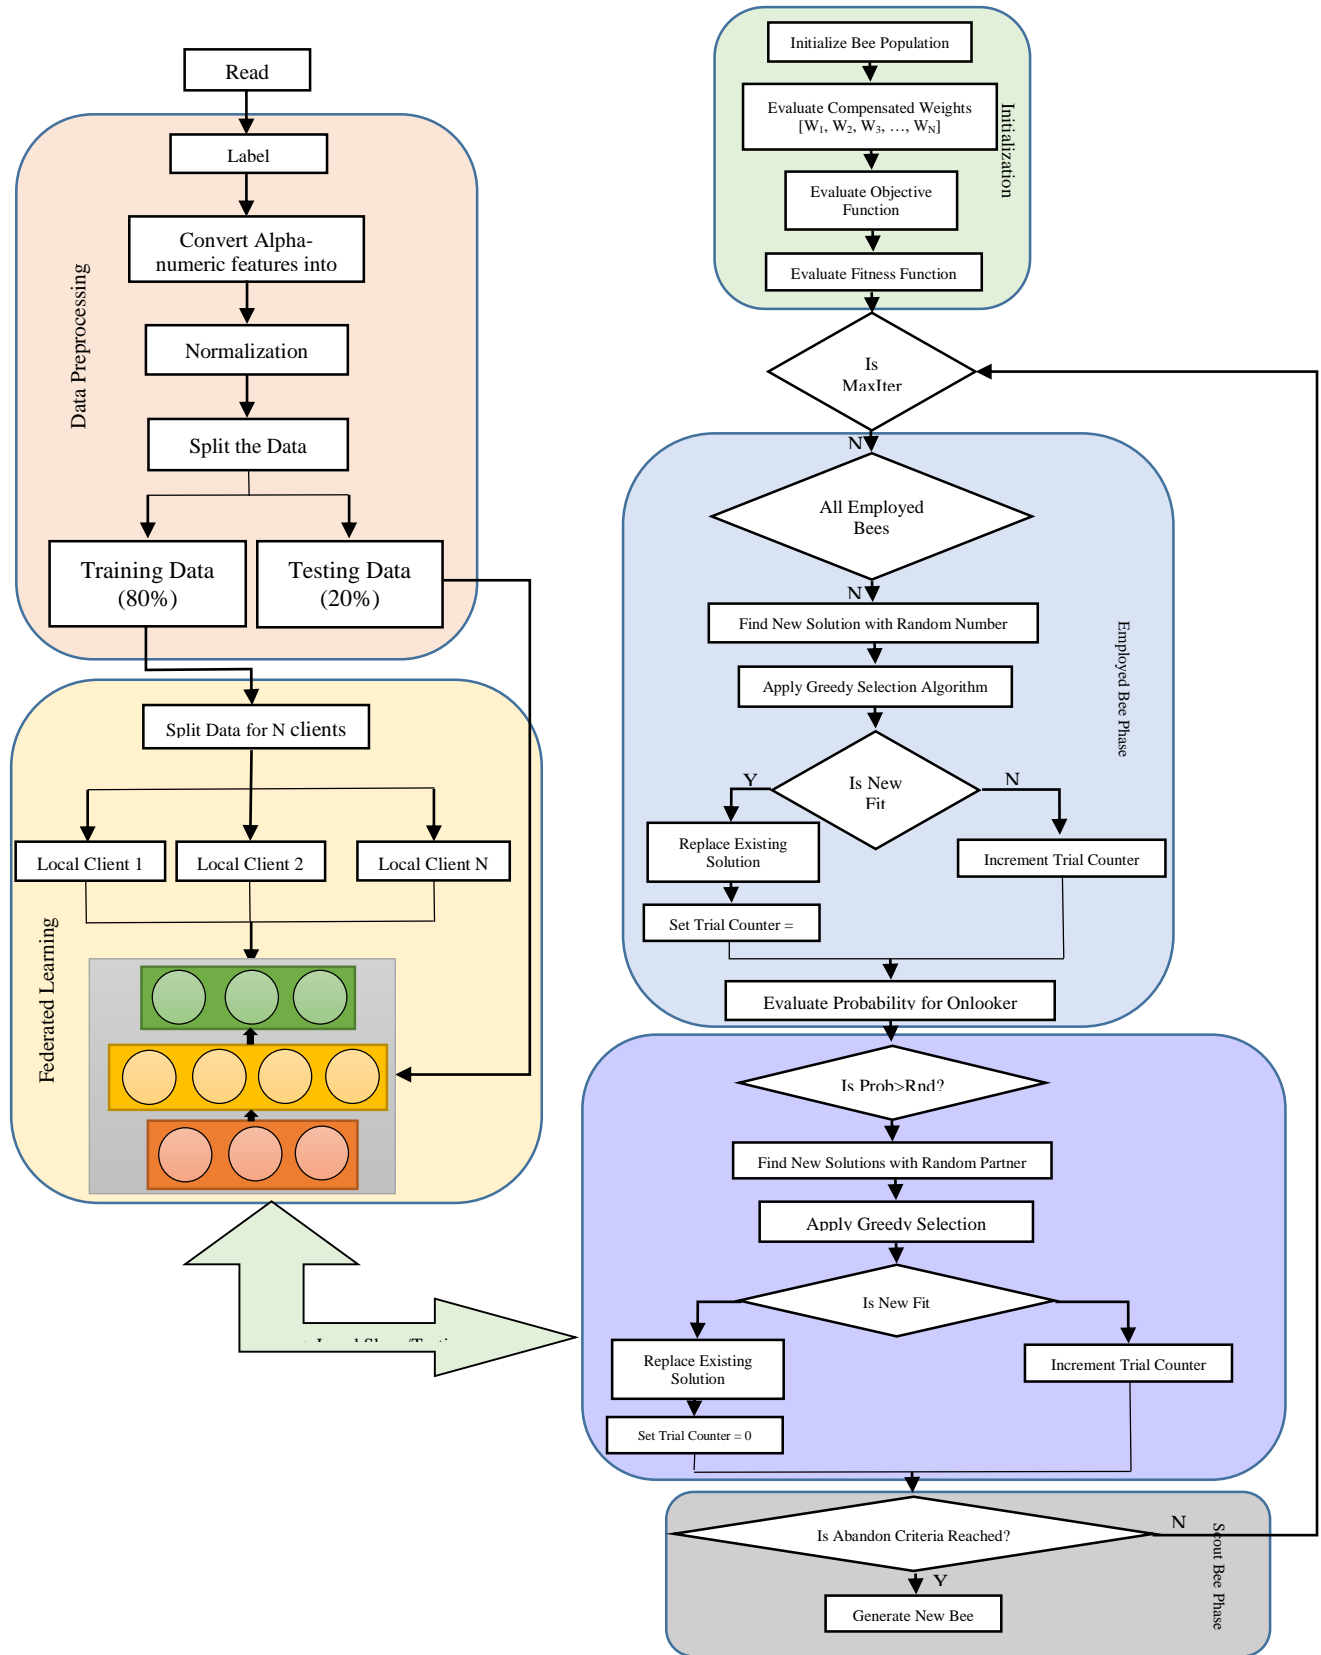 Read
Label
Convert Alpha-
numeric features into
Normalization
Split the Data
Training Data
(80%)
Testing Data
(20%)
Data Preprocessing
Split Data for N clients
Local Client 1
Local Client 2
Local Client N
Federated Learning
Initialize Bee Population
Evaluate Compensated Weights
[W1, W2, W3, …, WN]
Evaluate Objective
Function
Evaluate Fitness Function
Initialization
Is
MaxIter
N
All Employed
Bees
N
Find New Solution with Random Number
Apply Greedy Selection Algorithm
Is New
Fit
Y
N
Replace Existing
Solution
Increment Trial Counter
Set Trial Counter =
Evaluate Probability for Onlooker
Employed Bee Phase
Is Prob>Rnd?
Find New Solutions with Random Partner
Apply Greedy Selection
Is New Fit
Replace Existing
Solution
Increment Trial Counter
Set Trial Counter = 0
Is Abandon Criteria Reached?
N
Y
Generate New Bee
Scout Bee Phase